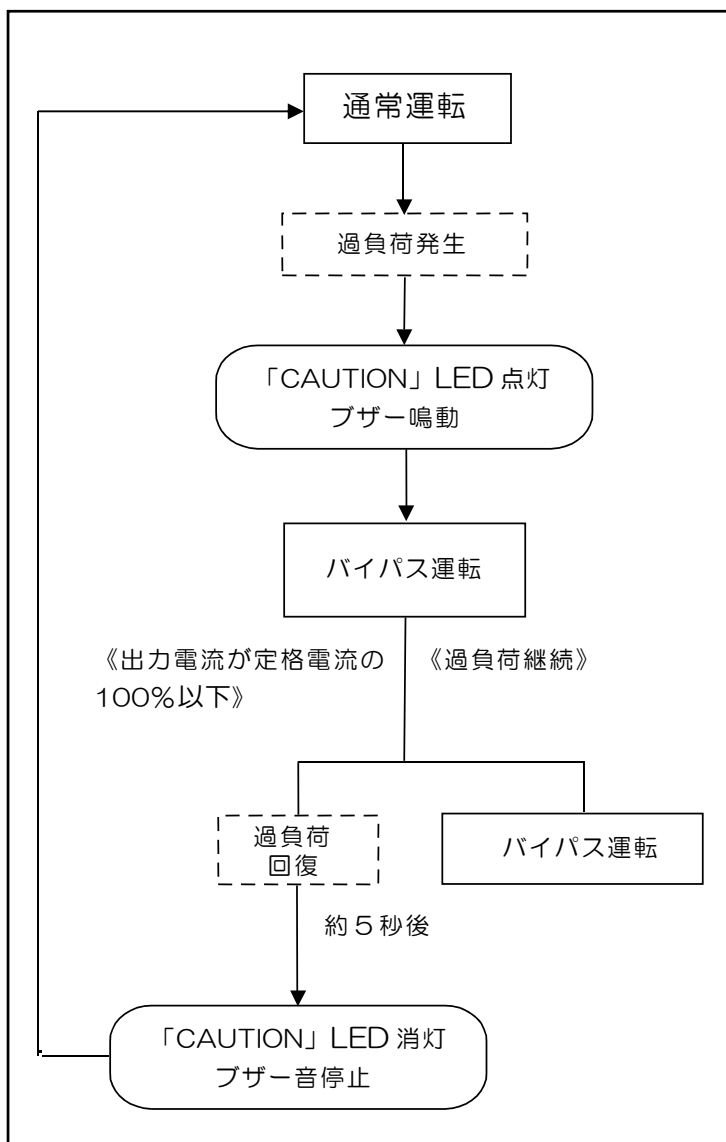 通常運転
過負荷発生
「CAUTION」LED 点灯
ブザー鳴動
バイパス運転
《出力電流が定格電流の
100％以下》
《過負荷継続》
過負荷
回復
バイパス運転
約５秒後
「CAUTION」LED 消灯
ブザー音停止